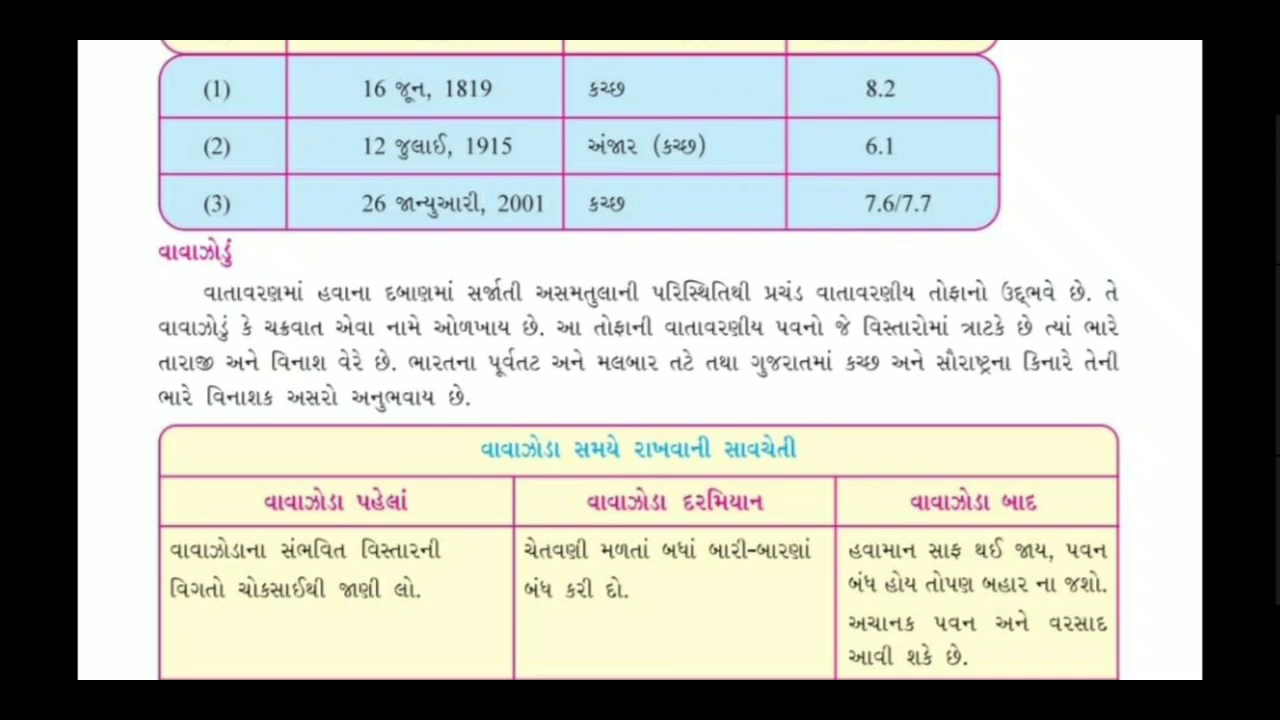 (1) 16 જૂન, 1819 કચ્છ 8.2
(2) 12 જુલાઈ, 1915 અંજાર (કચ્છ) 6.1
(3) 26 જાન્યુઆરી, 2001 કચ્છ 7.6/7.7
વાવાઝોડું
વાતાવરણમાં હવાના દબાણમાં સર્જાતી અસમતુલાની પરિસ્થિતિથી પ્રચંડ વાતાવરણીય તોફાનો ઉદ્ભવે છે. તે
વાવાઝોડું કે ચક્રવાત એવા નામે ઓળખાય છે. આ તોફાની વાતાવરણીય પવનો જે વિસ્તારોમાં ત્રાટકે છે ત્યાં ભારે
તારાજી અને વિનાશ વેરે છે. ભારતના પૂર્વતટ અને મલબાર તટે તથા ગુજરાતમાં કચ્છ અને સૌરાષ્ટ્રના કિનારે તેની
ભારે વિનાશક અસરો અનુભવાય છે.
વાવાઝોડા સમયે રાખવાની સાવચેતી
વાવાઝોડા પહેલાં વાવાઝોડા દરમિયાન વાવાઝોડા બાદ
વાવાઝોડાના સંભવિત વિસ્તારની
વિગતો ચોકસાઈથી જાણી લો.
ચેતવણી મળતાં બધાં બારી-બારણાં
બંધ કરી દો.
હવામાન સાફ થઈ જાય, પવન
બંધ હોય તોપણ બહાર ના જશો.
અચાનક પવન અને વરસાદ
આવી શકે છે.